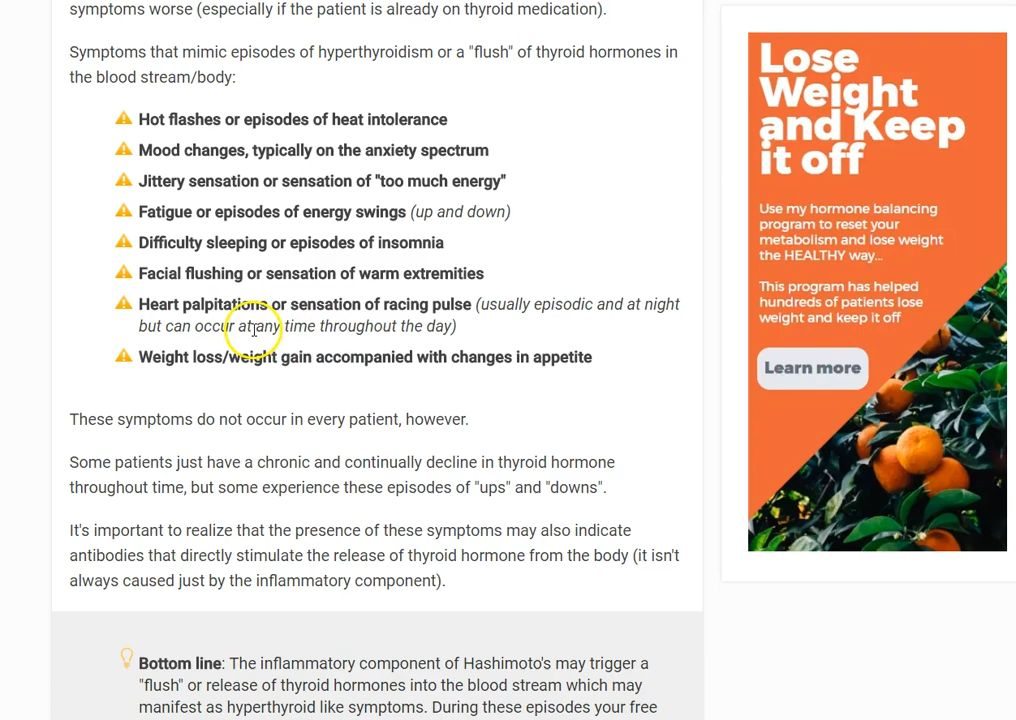 symptoms worse (especially if the patient is already on thyroid medication).
Symptoms that mimic episodes of hyperthyroidism or a "flush" of thyroid hormones in
the blood stream/body:
Hot flashes or episodes of heat intolerance
Mood changes, typically on the anxiety spectrum
Jittery sensation or sensation of "too much energy"
Fatigue or episodes of energy swings (up and down)
Difficulty sleeping or episodes of insomnia
Facial flushing or sensation of warm extremities
Heart palpitations or sensation of racing pulse (usually episodic and at night
but can occur at any time throughout the day)
Weight loss/weight gain accompanied with changes in appetite
These symptoms do not occur in every patient, however.
Some patients just have a chronic and continually decline in thyroid hormone
throughout time, but some experience these episodes of "ups" and "downs".
It's important to realize that the presence of these symptoms may also indicate
antibodies that directly stimulate the release of thyroid hormone from the body (it isn't
always caused just by the inflammatory component).
Bottom line: The inflammatory component of Hashimoto's may trigger a
"flush" or release of thyroid hormones into the blood stream which may
manifest as hyperthyroid like symptoms. During these episodes your free
Lose
Weight
and Keep
it off
Use my hormone balancing
program to reset your
metabolism and lose weight
the HEALTHY way...
This program has helped
hundreds of patients lose
weight and keep it off
Learn more